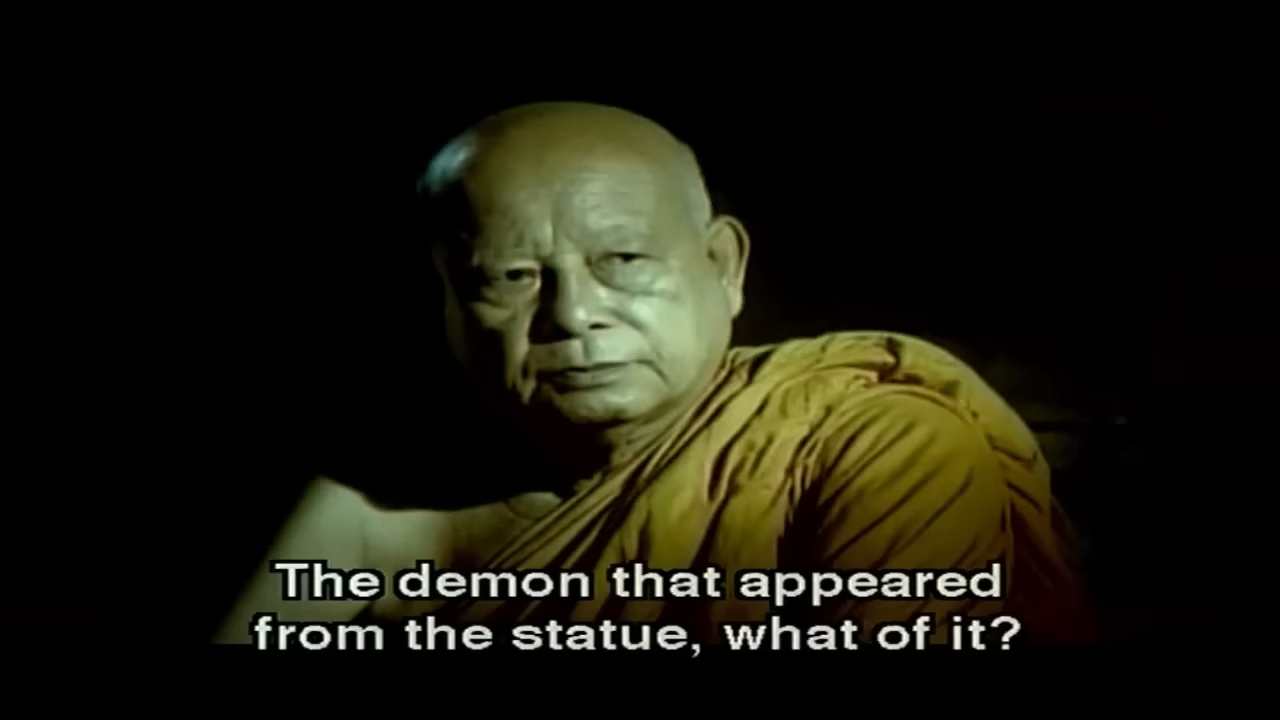 The demon that appeared
from the statue, what of it?